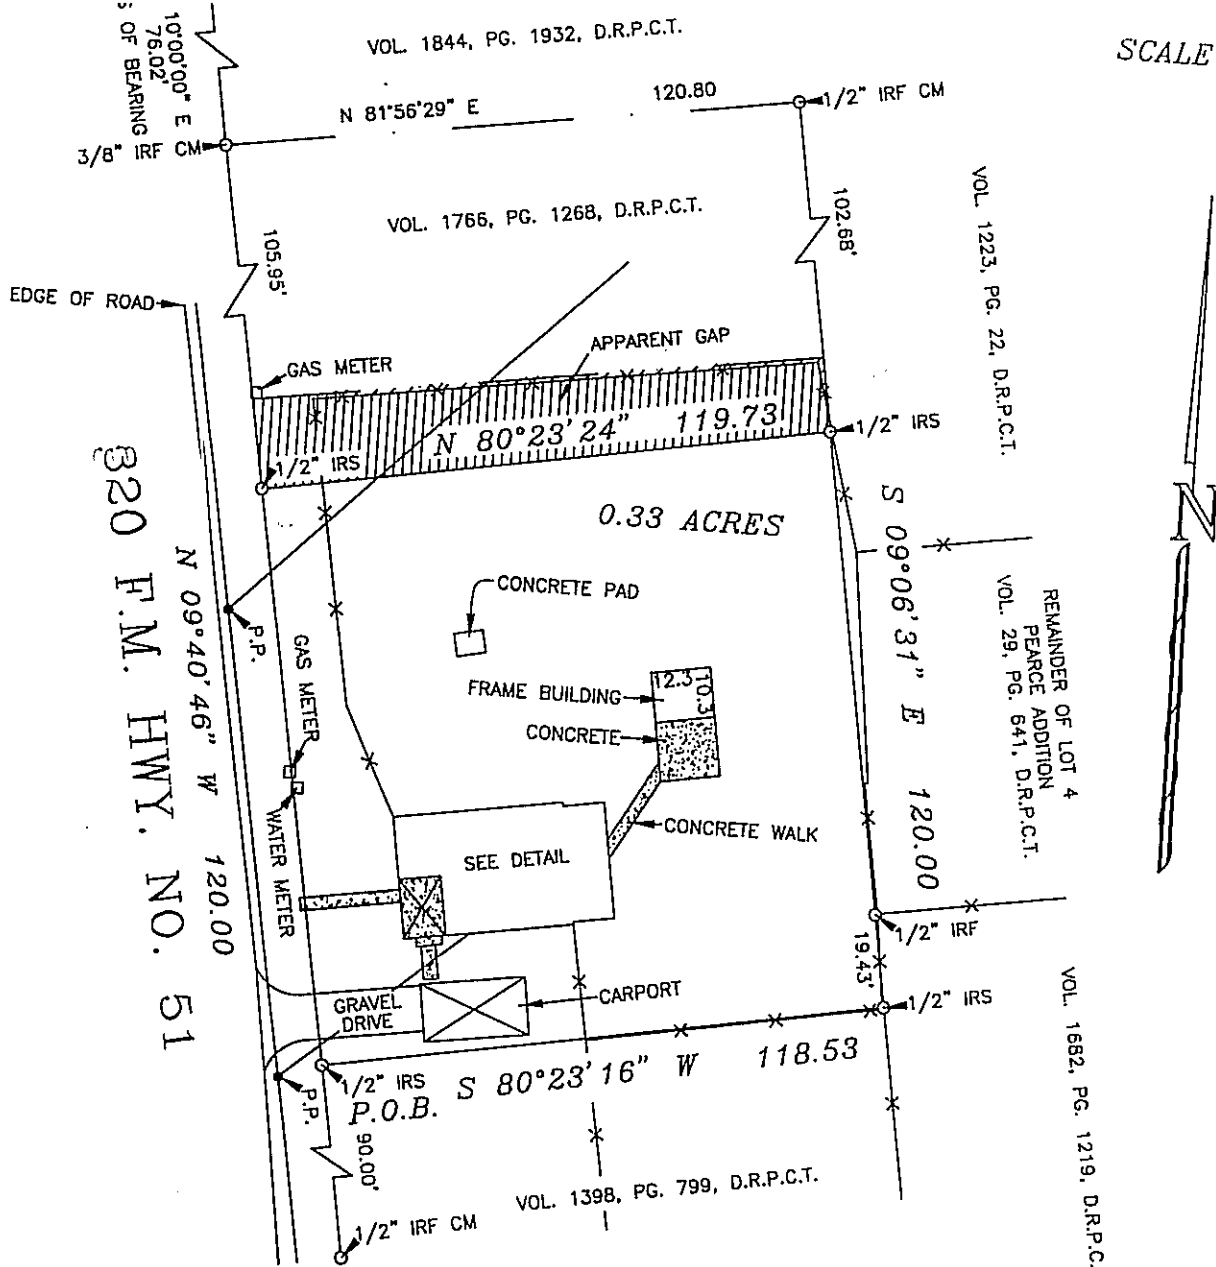 VOL. 1844, PG. 1932, D.R.P.C.T.
SCALE
10°00'00" E
76.02'
OF BEARING
N 81°56'29" E
120.80
1/2" IRF CM
3/8" IRF CM
VOL. 1766, PG. 1268, D.R.P.C.T.
102.68'
VOL. 1223, PG. 22, D.R.P.C.T.
105.95'
EDGE OF ROAD
GAS METER
APPARENT GAP
N 80°23'24" 119.73
1/2" IRS
1/2" IRS
0.33 ACRES
S 09°06'31" E 120.00
N
REMAINDER OF LOT 4
PEARCE ADDITION
VOL. 29, PG. 641, D.R.P.C.T.
320 F.M. HWY. NO. 51
N 09°40'46" W 120.00
P.P.
CONCRETE PAD
GAS METER
FRAME BUILDING
12.3
10.3
CONCRETE
WATER METER
CONCRETE WALK
SEE DETAIL
1/2" IRF
19.43'
1/2" IRS
GRAVEL
DRIVE
CARPORT
P.P.
1/2" IRS
P.O.B.
S 80°23'16" W 118.53
90.00'
VOL. 1398, PG. 799, D.R.P.C.T.
VOL. 1682, PG. 1219, D.R.P.C.
1/2" IRF CM